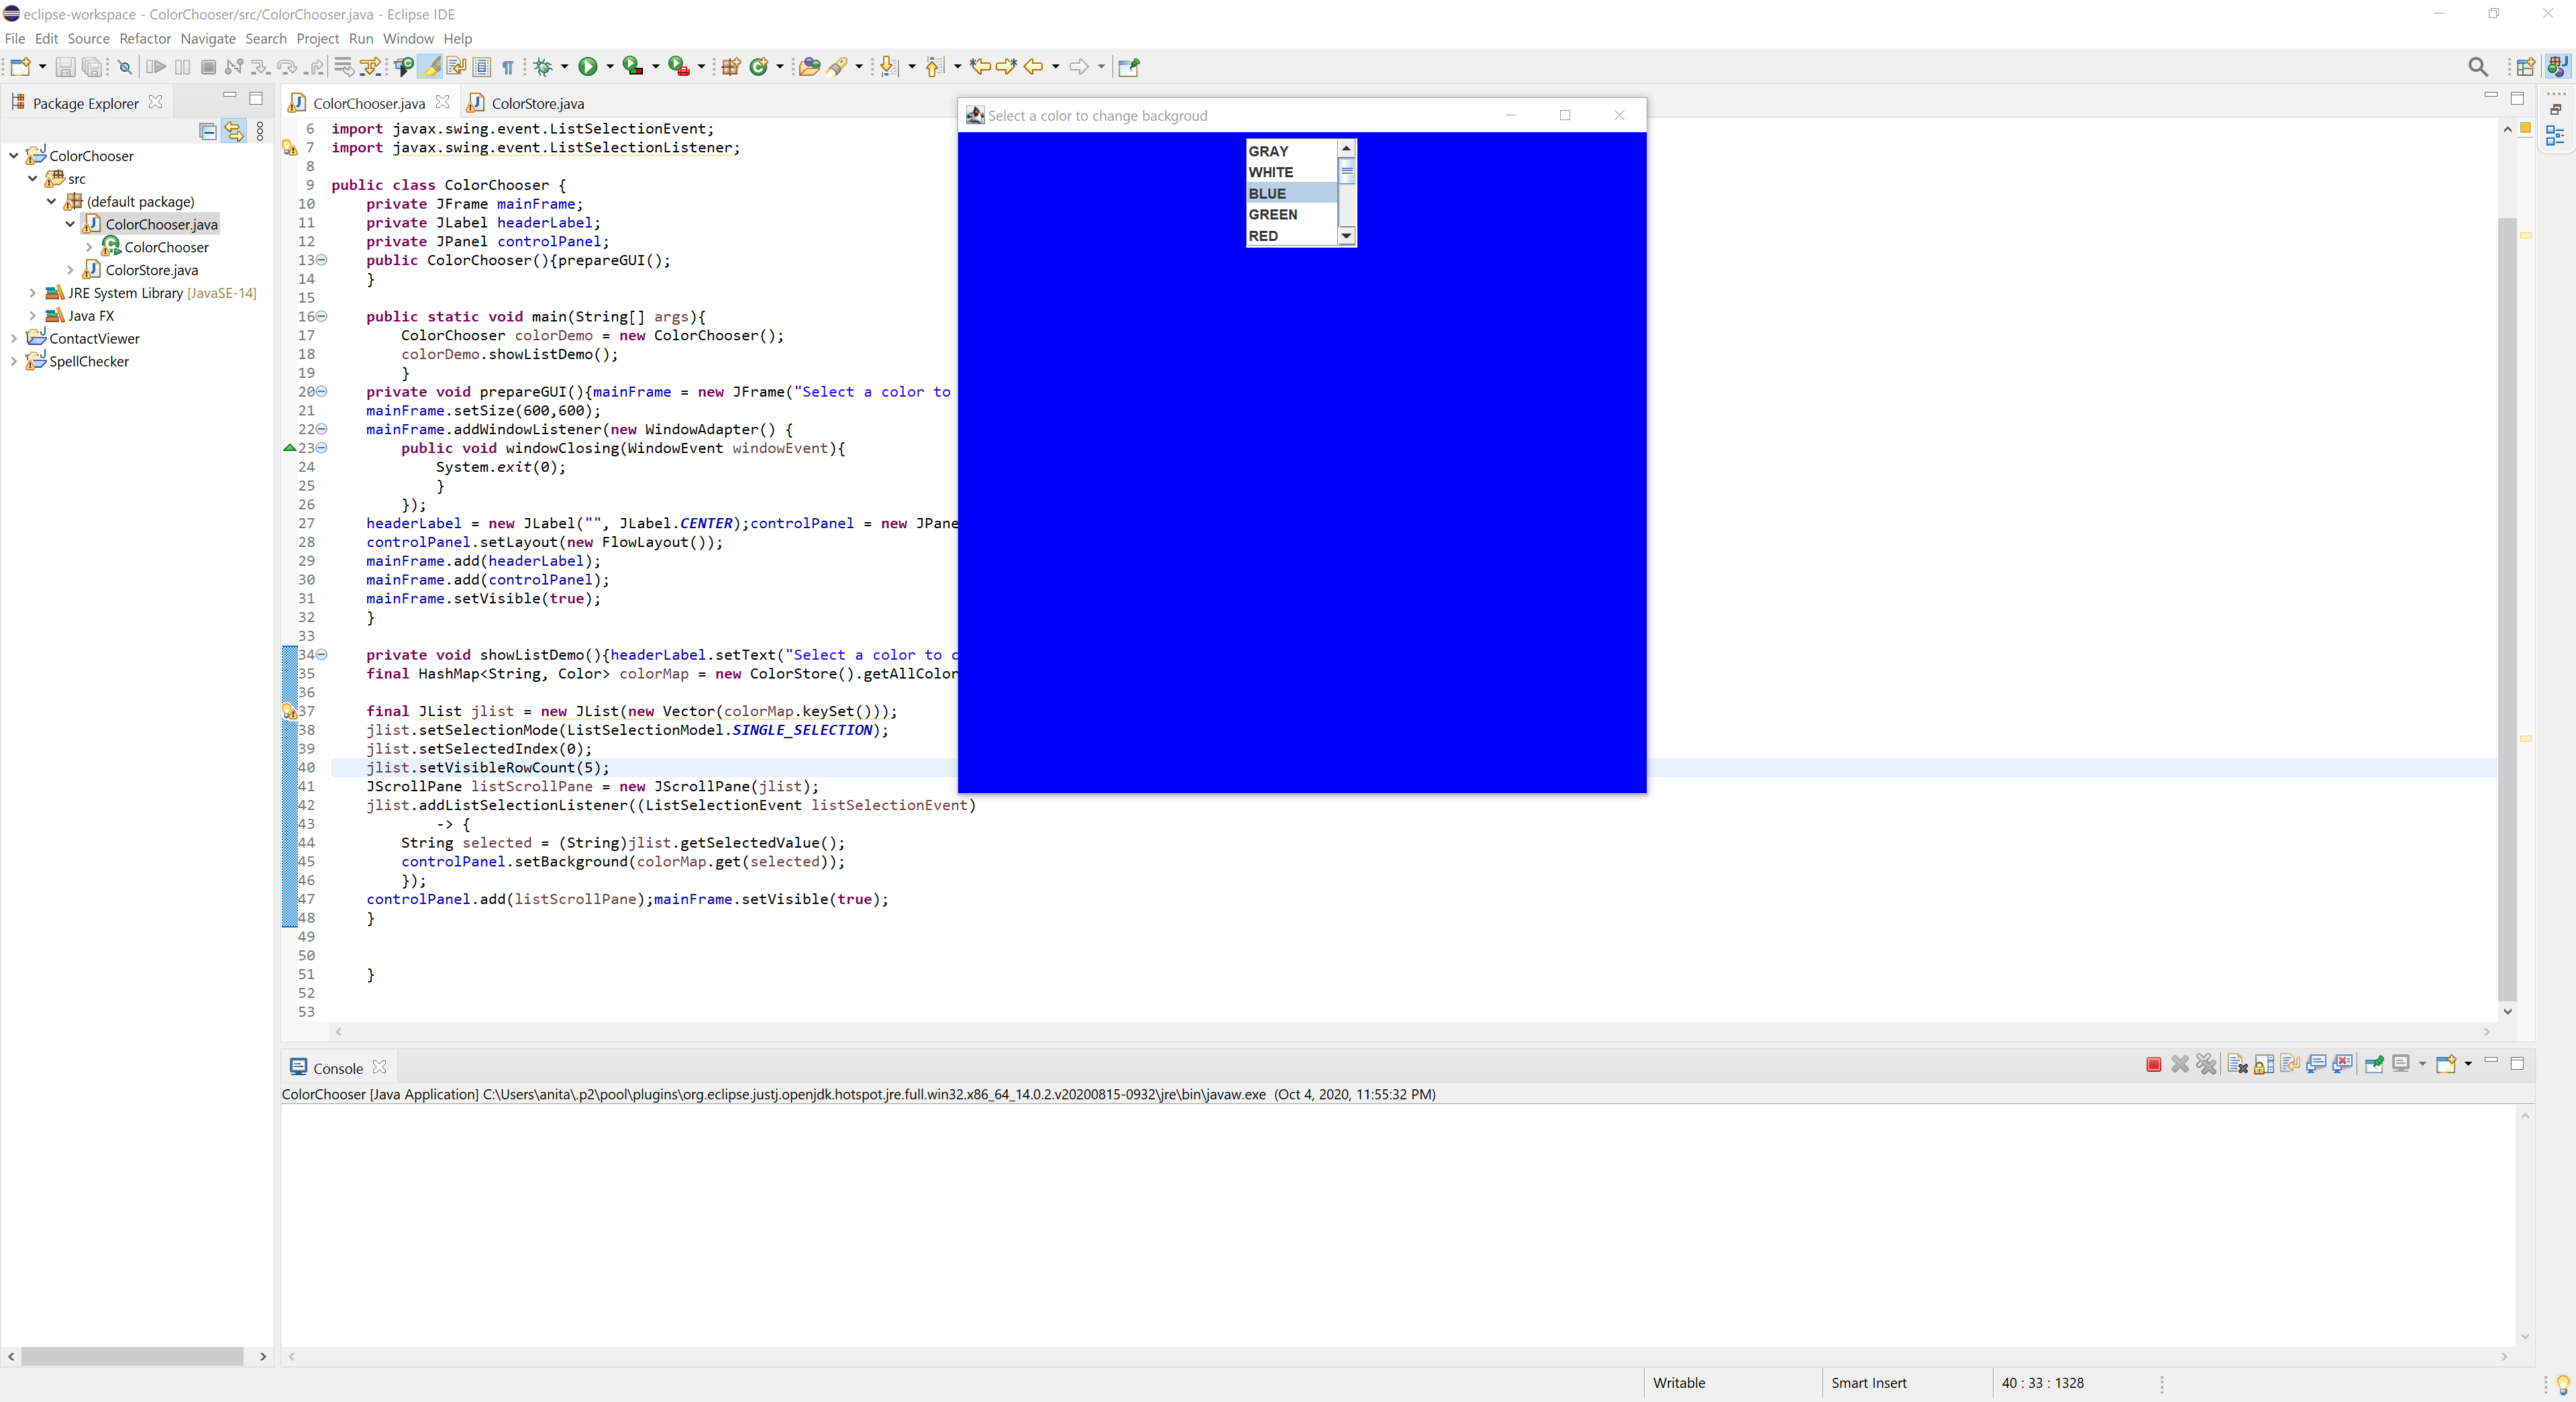 eclipse-workspace - ColorChooser/src/ColorChooser.java - Eclipse IDE
File Edit Source Refactor Navigate Search Project Run Window Help
Package Explorer
ColorChooser
src
(default package)
ColorChooser.java
ColorChooser
ColorStore.java
JRE System Library [JavaSE-14]
Java FX
ContactViewer
SpellChecker
ColorChooser.java ColorStore.java
6 import javax.swing.event.ListSelectionEvent;
7 import javax.swing.event.ListSelectionListener;
8
9 public class ColorChooser {
10 private JFrame mainFrame;
11 private JLabel headerLabel;
12 private JPanel controlPanel;
13 public ColorChooser(){prepareGUI();
14 }
15
16 public static void main(String[] args){
17 ColorChooser colorDemo = new ColorChooser();
18 colorDemo.showListDemo();
19 }
20 private void prepareGUI(){mainFrame = new JFrame("Select a color to
21 mainFrame.setSize(600,600);
22 mainFrame.addWindowListener(new WindowAdapter() {
23 public void windowClosing(WindowEvent windowEvent){
24 System.exit(0);
25 }
26 });
27 headerLabel = new JLabel("", JLabel.CENTER);controlPanel = new JPane
28 controlPanel.setLayout(new FlowLayout());
29 mainFrame.add(headerLabel);
30 mainFrame.add(controlPanel);
31 mainFrame.setVisible(true);
32 }
33
34 private void showListDemo(){headerLabel.setText("Select a color to c
35 final HashMap<String, Color> colorMap = new ColorStore().getAllColor
36
37 final JList jlist = new JList(new Vector(colorMap.keySet()));
38 jlist.setSelectionMode(ListSelectionModel.SINGLE_SELECTION);
39 jlist.setSelectedIndex(0);
40 jlist.setVisibleRowCount(5);
41 JScrollPane listScrollPane = new JScrollPane(jlist);
42 jlist.addListSelectionListener((ListSelectionEvent listSelectionEvent)
43 -> {
44 String selected = (String)jlist.getSelectedValue();
45 controlPanel.setBackground(colorMap.get(selected));
46 });
47 controlPanel.add(listScrollPane);mainFrame.setVisible(true);
48 }
49
50
51 }
52
53
Select a color to change backgroud
GRAY
WHITE
BLUE
GREEN
RED
Console
ColorChooser [Java Application] C:\Users\anita\.p2\pool\plugins\org.eclipse.justj.openjdk.hotspot.jre.full.win32.x86_64_14.0.2.v20200815-0932\jre\bin\javaw.exe (Oct 4, 2020, 11:55:32 PM)
Writable Smart Insert 40 : 33 : 1328